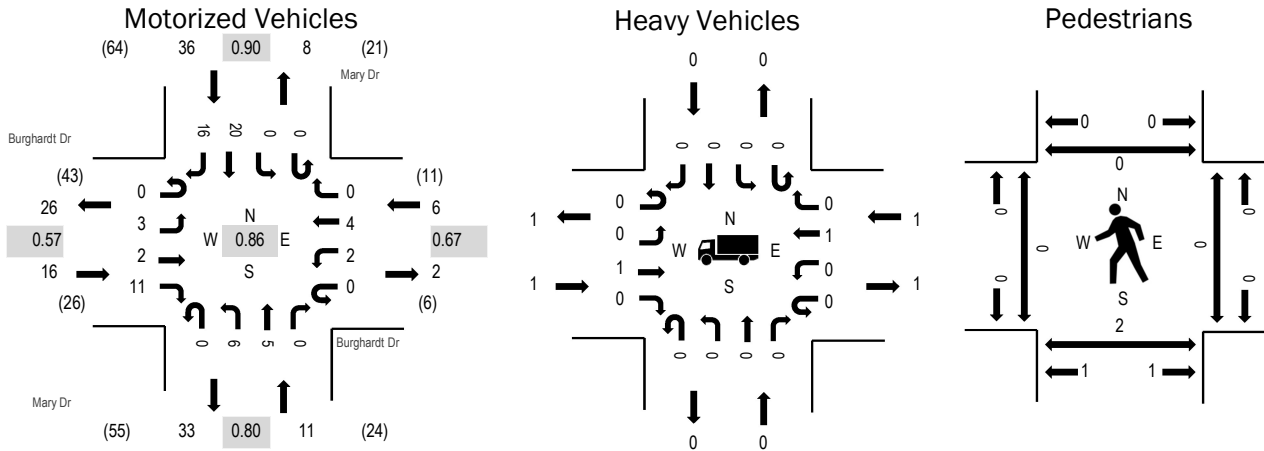 Motorized Vehicles
(64) 36 0.90 8 (21)
Mary Dr
Burghardt Dr
16 20 0 0
(43) 0 0 (11)
26 6
3 N 4
0.57 W 0.86 E 0.67
2 S 2
16 2
11 0
(26) (6)
0 6 5 0
Burghardt Dr
Mary Dr
(55) 33 0.80 11 (24)
Heavy Vehicles
0 0
0 0 0 0
0 0
1 1
0 N 1
W E
1 S 0
1 1
0 0
0 0 0 0
0 0
Pedestrians
0 0
0
N
0 0 0 0
W E
0 0
S
2
1 1